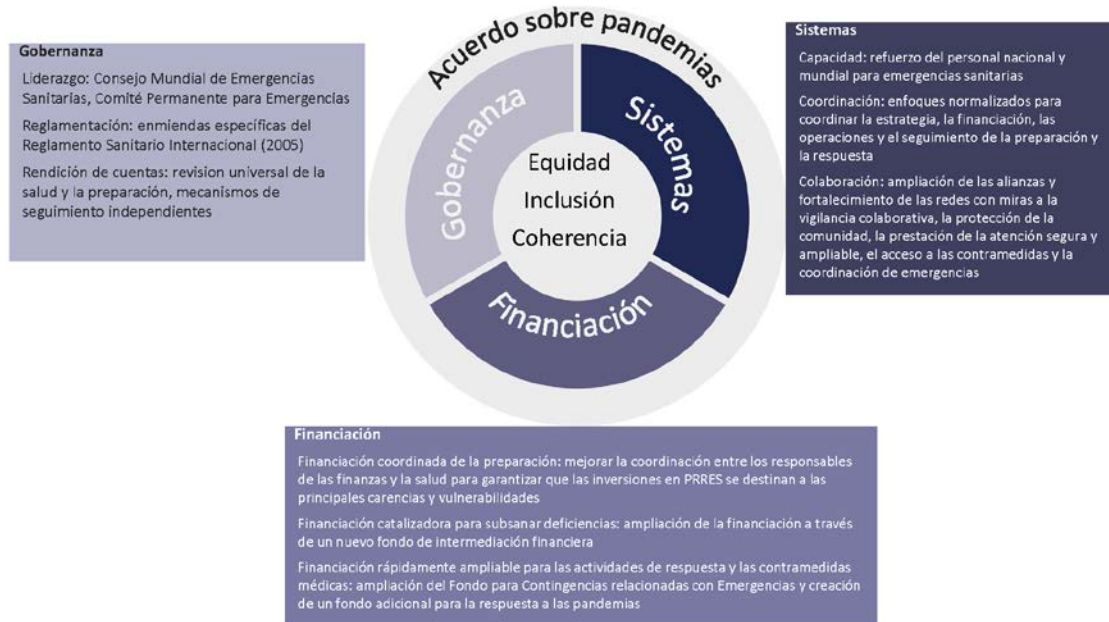 Acuerdo sobre pandemias
Gobernanza
Sistemas
Financiación
Equidad
Inclusión
Coherencia
Gobernanza
Liderazgo: Consejo Mundial de Emergencias
Sanitarias, Comité Permanente para Emergencias
Reglamentación: enmiendas específicas del
Reglamento Sanitario Internacional (2005)
Rendición de cuentas: revision universal de la
salud y la preparación, mecanismos de
seguimiento independientes
Sistemas
Capacidad: refuerzo del personal nacional y
mundial para emergencias sanitarias
Coordinación: enfoques normalizados para
coordinar la estrategia, la financiación, las
operaciones y el seguimiento de la preparación y
la respuesta
Colaboración: ampliación de las alianzas y
fortalecimiento de las redes con miras a la
vigilancia colaborativa, la protección de la
comunidad, la prestación de la atención segura y
ampliable, el acceso a las contramedidas y la
coordinación de emergencias
Financiación
Financiación coordinada de la preparación: mejorar la coordinación entre los responsables
de las finanzas y la salud para garantizar que las inversiones en PRRES se destinan a las
principales carencias y vulnerabilidades
Financiación catalizadora para subsanar deficiencias: ampliación de la financiación a través
de un nuevo fondo de intermediación financiera
Financiación rápidamente ampliable para las actividades de respuesta y las contramedidas
médicas: ampliación del Fondo para Contingencias relacionadas con Emergencias y creación
de un fondo adicional para la respuesta a las pandemias